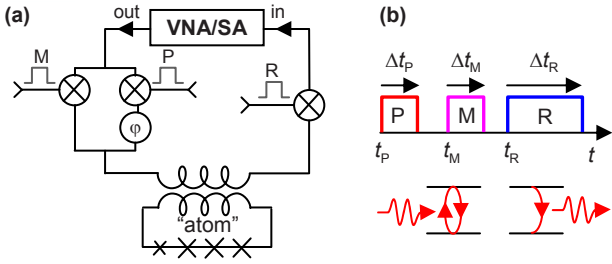 (a)
out VNA/SA in
M P R
φ
"atom"
(b)
Δt_P Δt_M Δt_R
P M R
t_P t_M t_R t